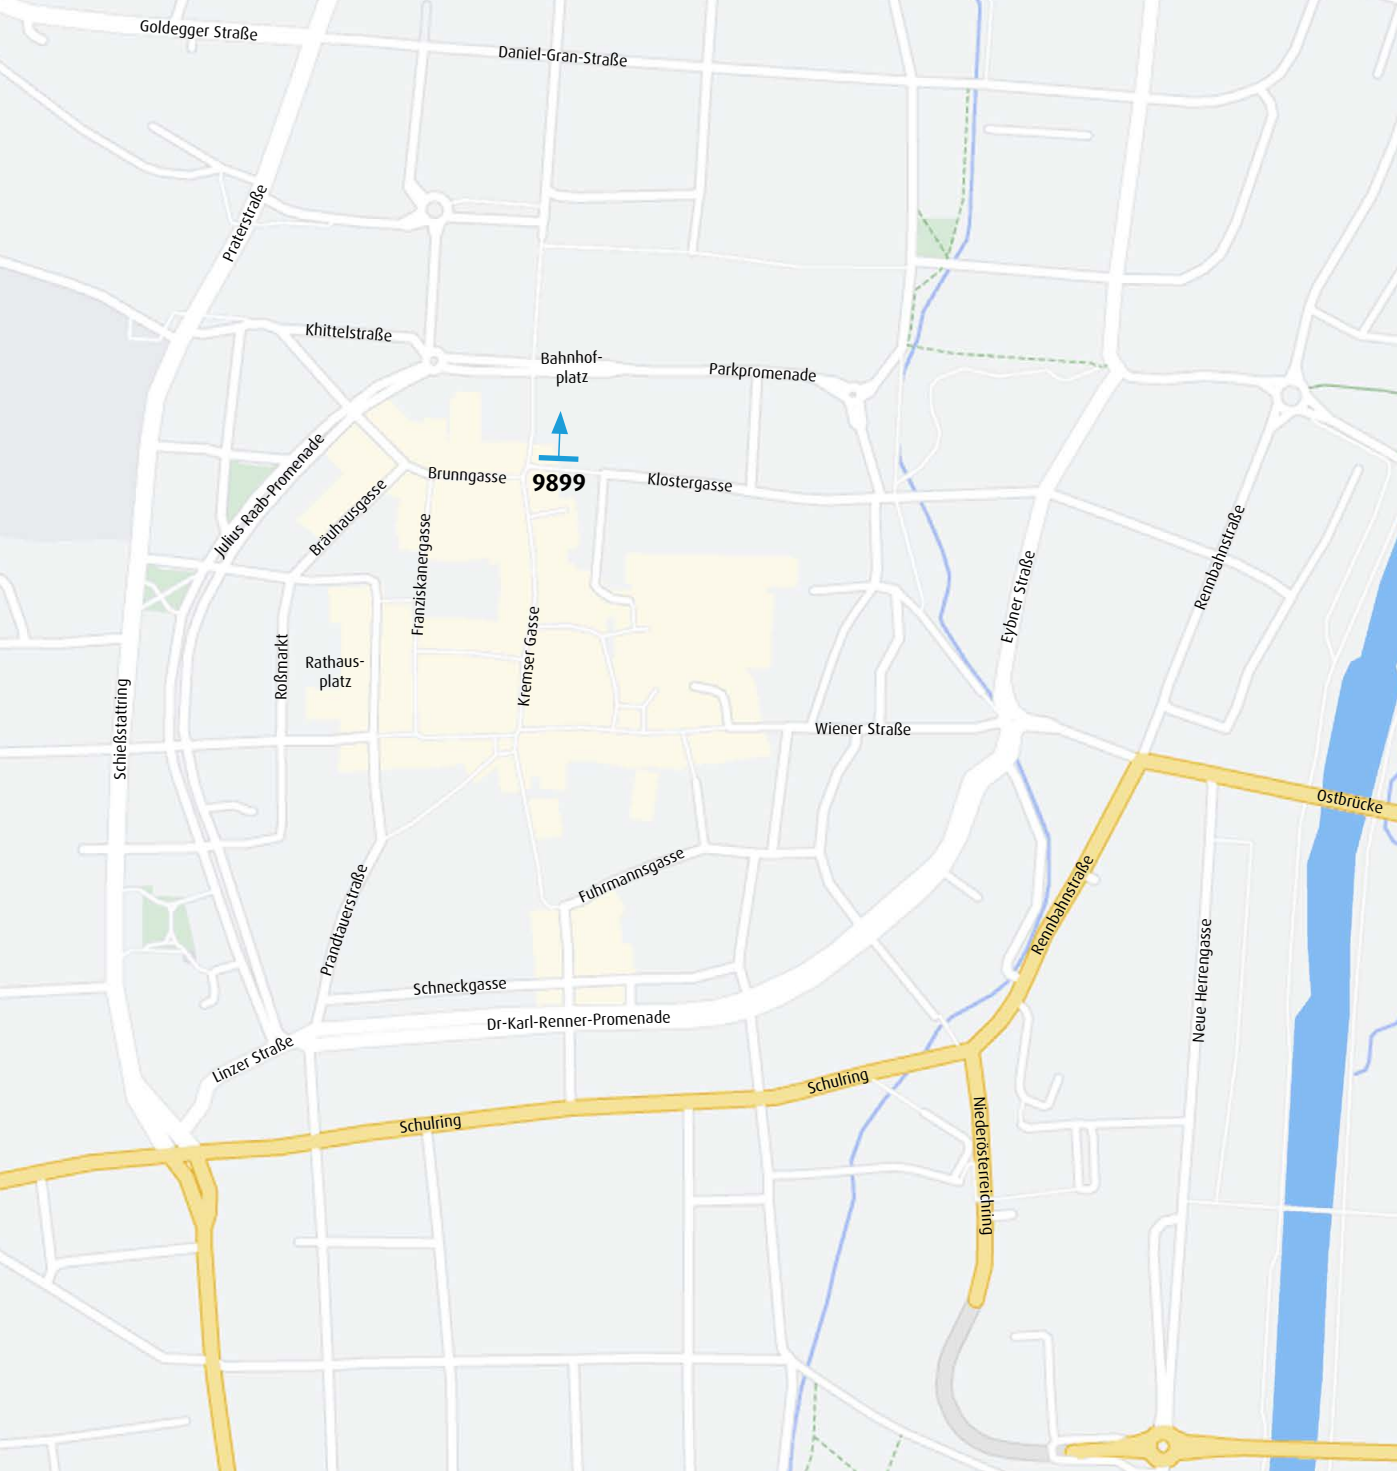 Goldegger Straße
Daniel-Gran-Straße
Praterstraße
Khittelstraße
Bahnhof-
platz
Parkpromenade
Julius Raab-Promenade
Brunngasse
9899
Klostergasse
Bräuhausgasse
Franziskanergasse
Rennbahnstraße
Eybner Straße
Kremser Gasse
Roßmarkt
Rathaus-
platz
Schießstattring
Wiener Straße
Ostbrücke
Fuhrmannsgasse
Prandtauerstraße
Rennbahnstraße
Neue Herrengasse
Schneckgasse
Dr-Karl-Renner-Promenade
Linzer Straße
Schulring
Schulring
Niederösterreichring